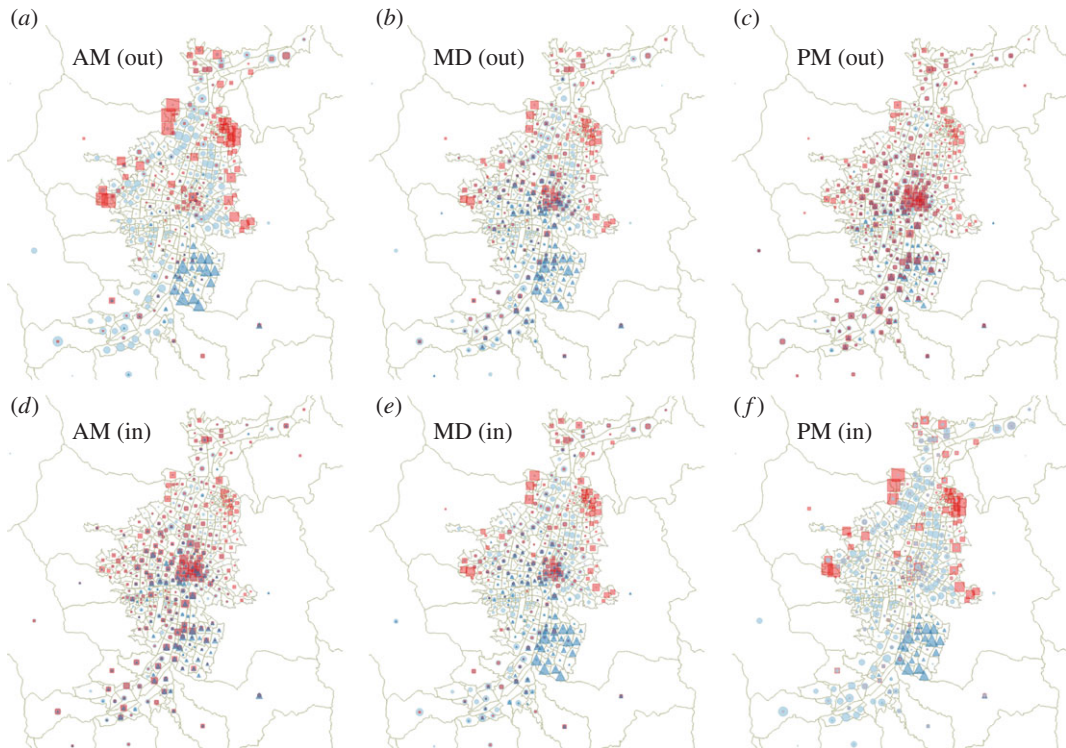 (a)
AM (out)
(b)
MD (out)
(c)
PM (out)
(d)
AM (in)
(e)
MD (in)
(f)
PM (in)